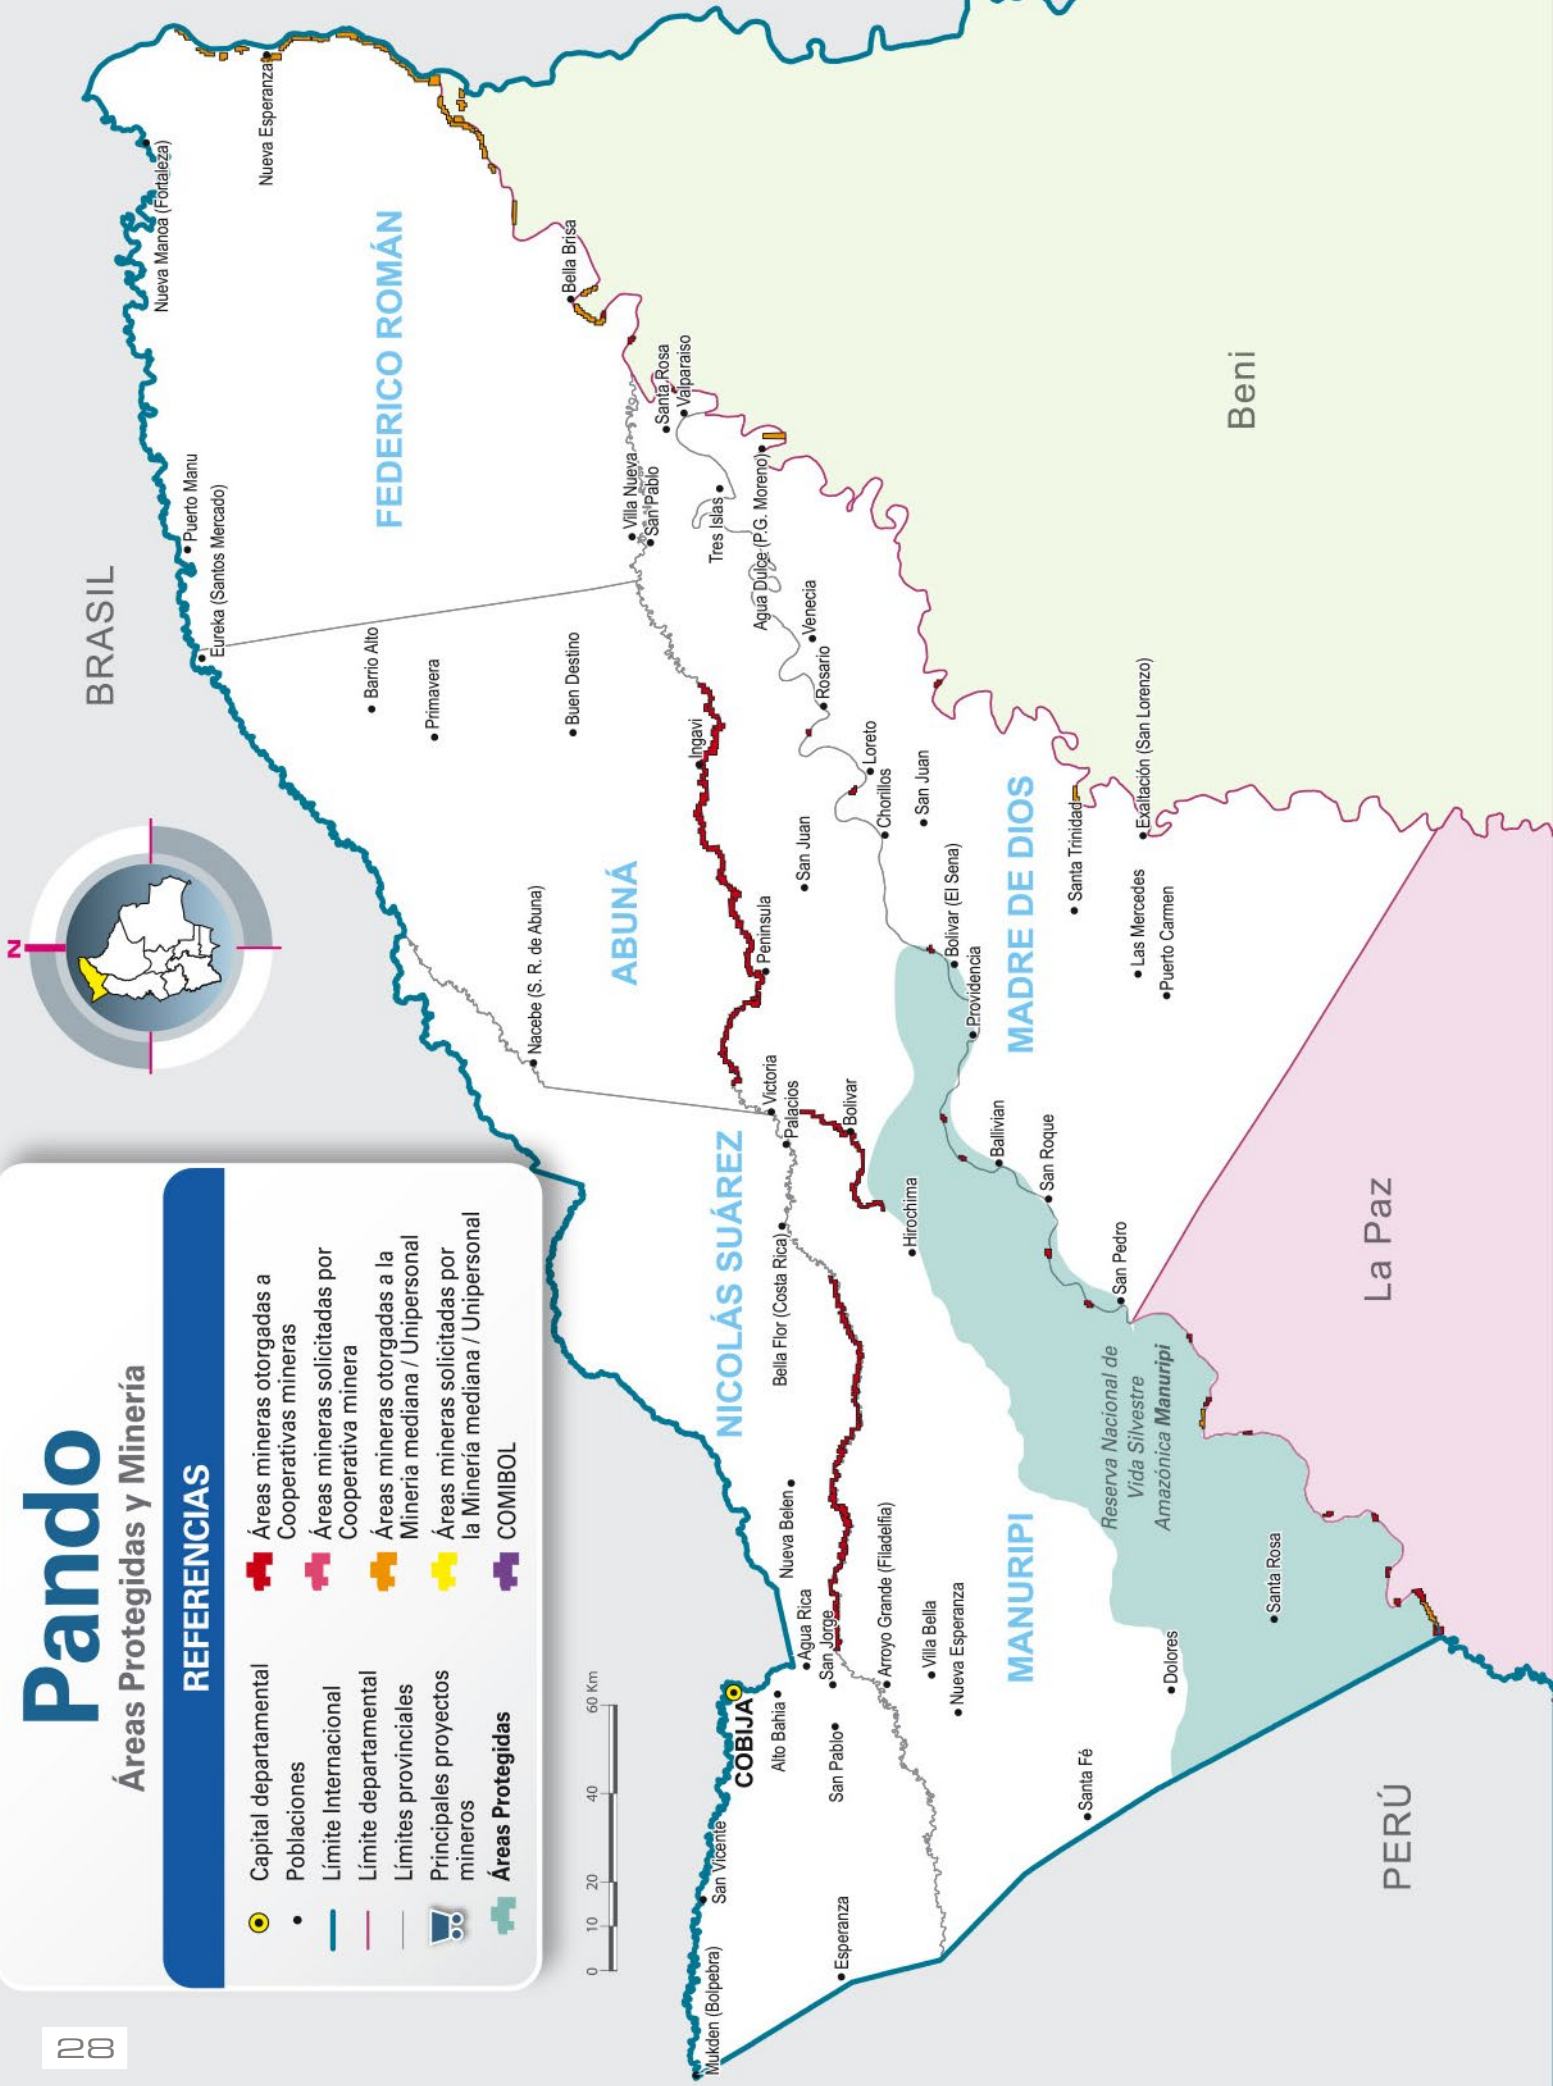 28
Pando
Áreas Protegidas y Minería
REFERENCIAS
Capital departamental
Poblaciones
Límite Internacional
Límite departamental
Límites provinciales
Principales proyectos
mineros
Áreas Protegidas
Áreas mineras otorgadas a
Cooperativas mineras
Áreas mineras solicitadas por
Cooperativa minera
Áreas mineras otorgadas a la
Minería mediana / Unipersonal
Áreas mineras solicitadas por
la Minería mediana / Unipersonal
COMIBOL
0 10 20 40 60 Km
N
BRASIL
PERÚ
La Paz
Beni
FEDERICO ROMÁN
ABUNÁ
NICOLÁS SUÁREZ
MANURIPI
MADRE DE DIOS
Nueva Manoa (Fortaleza)
Nueva Esperanza
Puerto Manu
Eureka (Santos Mercado)
Bella Brisa
Barrio Alto
Primavera
Buen Destino
Villa Nueva
San Pablo
Santa Rosa
Valparaiso
Tres Islas
Agua Dulce (P.G. Moreno)
Venecia
Rosario
Ingavi
Loreto
Chorillos
San Juan
San Juan
Nacebe (S. R. de Abuna)
Peninsula
Bolivar (El Sena)
Providencia
Santa Trinidad
Exaltación (San Lorenzo)
Las Mercedes
Puerto Carmen
Victoria
Palacios
Bolivar
Ballivian
San Roque
Hirochima
San Pedro
Bella Flor (Costa Rica)
Reserva Nacional de
Vida Silvestre
Amazónica Manuripi
Nueva Belen
Agua Rica
San Jorge
Arroyo Grande (Filadelfia)
Villa Bella
Nueva Esperanza
Santa Rosa
Dolores
COBIJA
Alto Bahia
San Pablo
Santa Fé
San Vicente
Esperanza
Mukden (Bolpebra)